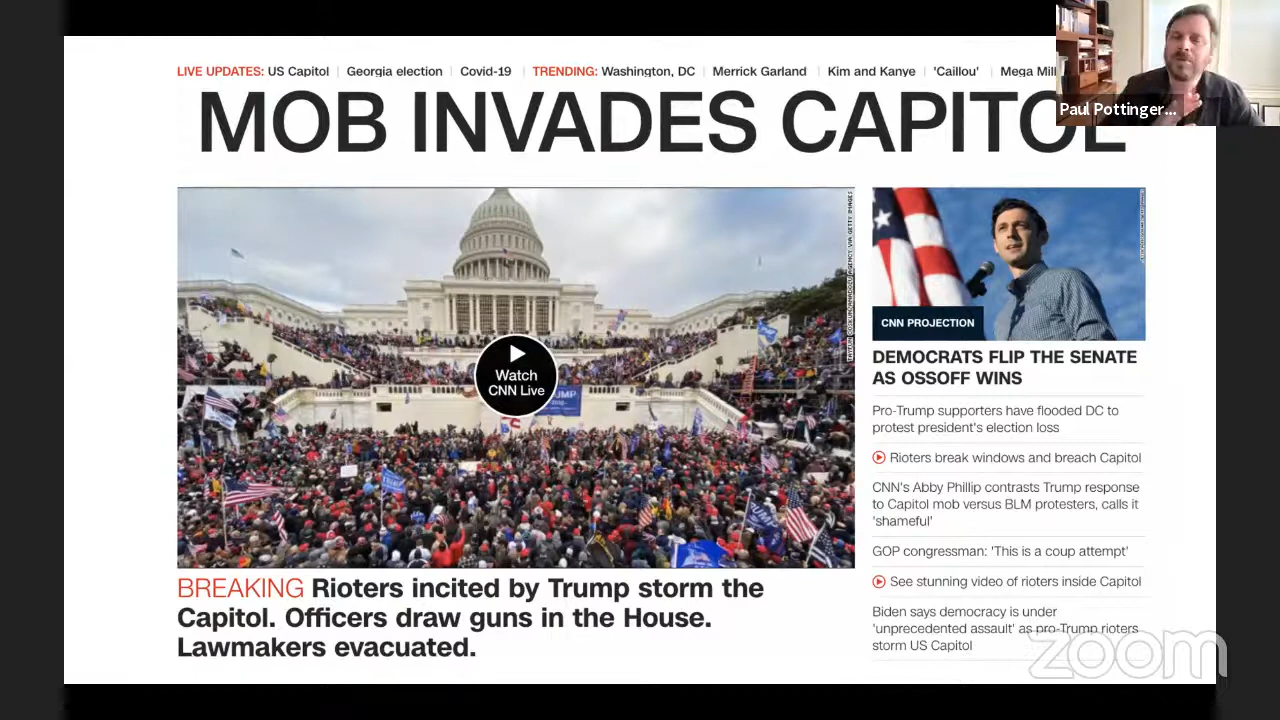 LIVE UPDATES: US Capitol | Georgia election | Covid-19 | TRENDING: Washington, DC | Merrick Garland | Kim and Kanye | 'Caillou' | Mega Mill
MOB INVADES CAPITOL
Paul Pottinger...
Watch
CNN Live
CNN PROJECTION
DEMOCRATS FLIP THE SENATE
AS OSSOFF WINS
Pro-Trump supporters have flooded DC to
protest president's election loss
Rioters break windows and breach Capitol
CNN's Abby Phillip contrasts Trump response
to Capitol mob versus BLM protesters, calls it
'shameful'
GOP congressman: 'This is a coup attempt'
See stunning video of rioters inside Capitol
Biden says democracy is under
'unprecedented assault' as pro-Trump rioters
storm US Capitol
BREAKING Rioters incited by Trump storm the
Capitol. Officers draw guns in the House.
Lawmakers evacuated.
TRUMP
zoom